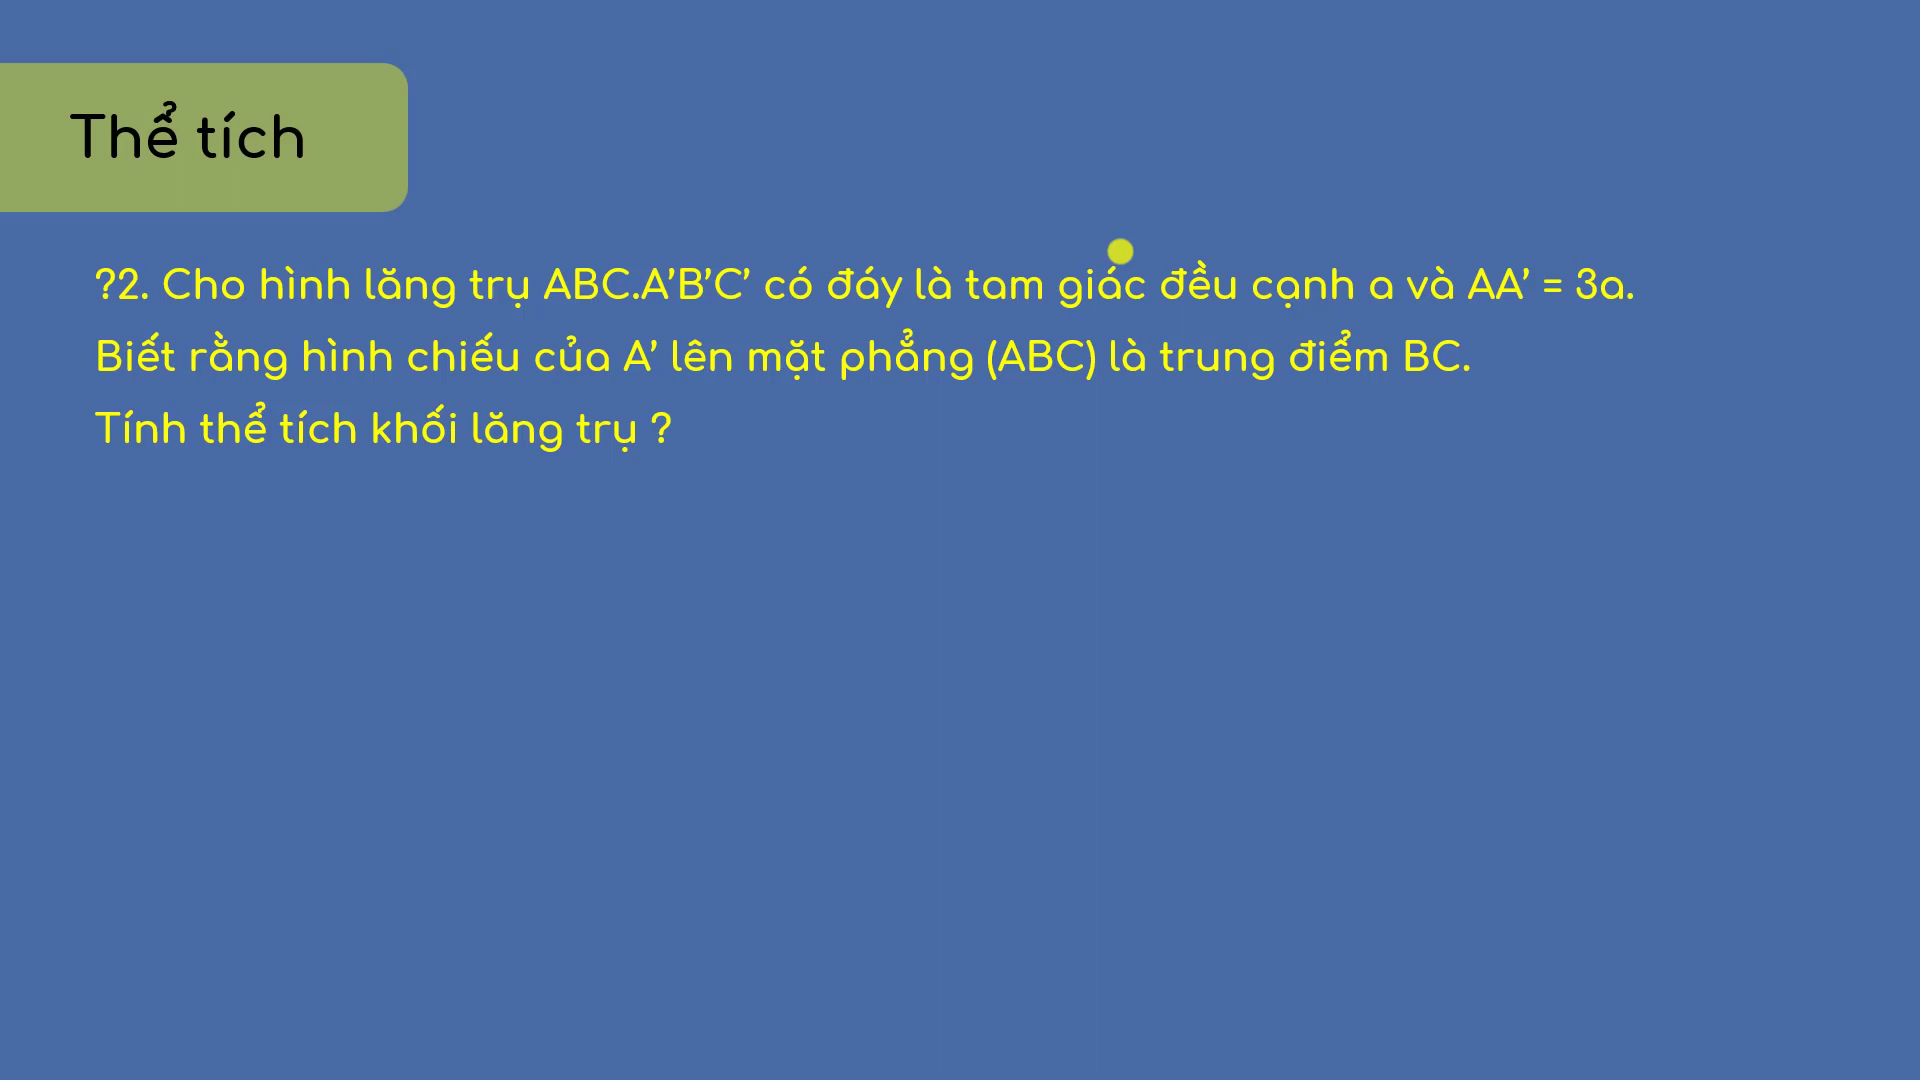 Thể tích
?2. Cho hình lăng trụ ABC.A’B’C’ có đáy là tam giác đều cạnh a và AA’ = 3a.
Biết rằng hình chiếu của A’ lên mặt phẳng (ABC) là trung điểm BC.
Tính thể tích khối lăng trụ ?